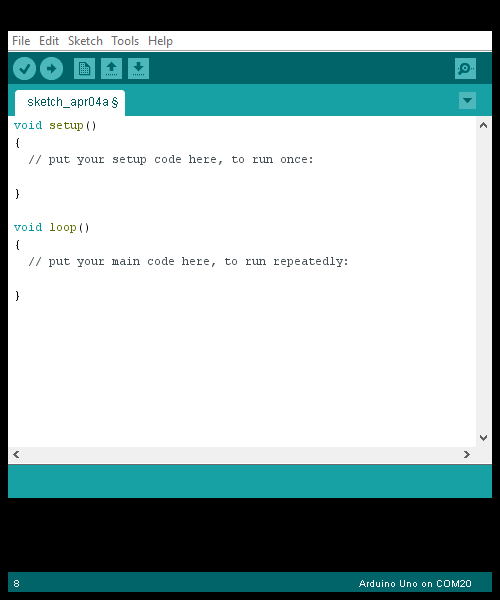 File Edit Sketch Tools Help
sketch_apr04a §
void setup()
{
  // put your setup code here, to run once:
}
void loop()
{
  // put your main code here, to run repeatedly:
}
8
Arduino Uno on COM20